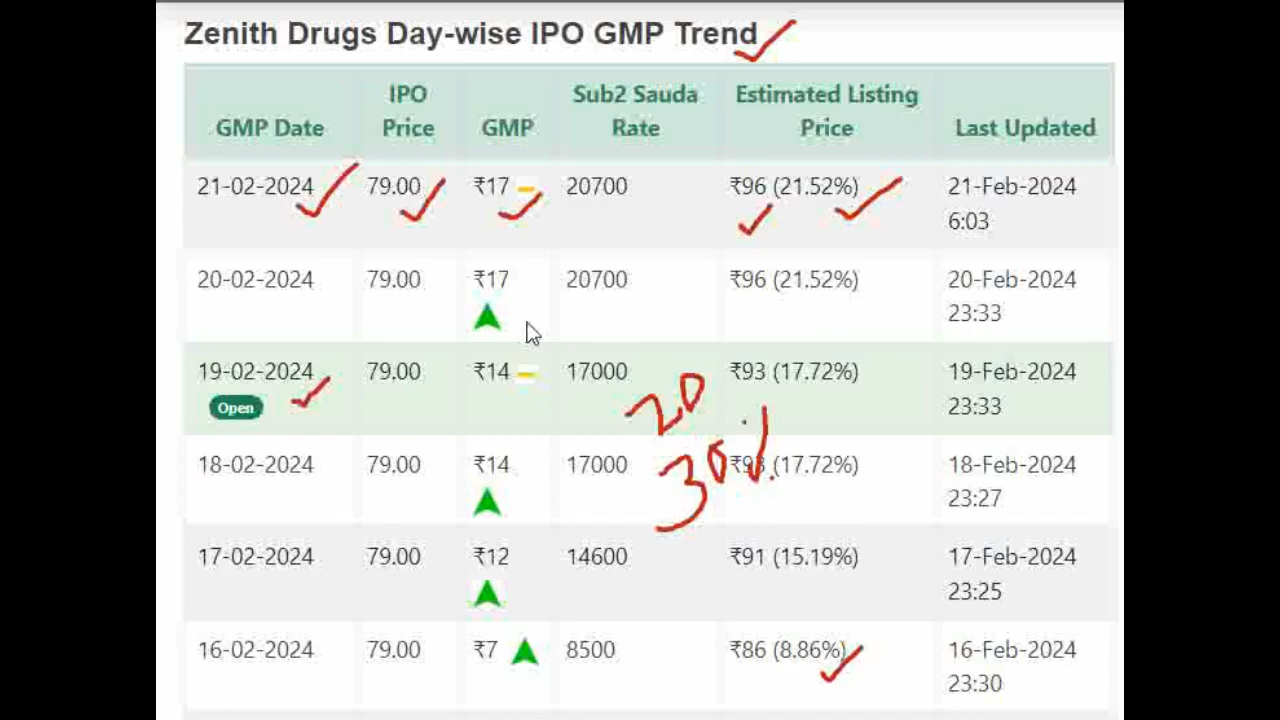 Zenith Drugs Day-wise IPO GMP Trend
GMP Date IPO Price GMP Sub2 Sauda Rate Estimated Listing Price Last Updated
21-02-2024 79.00 ₹17 20700 ₹96 (21.52%) 21-Feb-2024 6:03
20-02-2024 79.00 ₹17 20700 ₹96 (21.52%) 20-Feb-2024 23:33
19-02-2024 Open 79.00 ₹14 17000 ₹93 (17.72%) 19-Feb-2024 23:33
20
30%
18-02-2024 79.00 ₹14 17000 ₹93 (17.72%) 18-Feb-2024 23:27
17-02-2024 79.00 ₹12 14600 ₹91 (15.19%) 17-Feb-2024 23:25
16-02-2024 79.00 ₹7 8500 ₹86 (8.86%) 16-Feb-2024 23:30